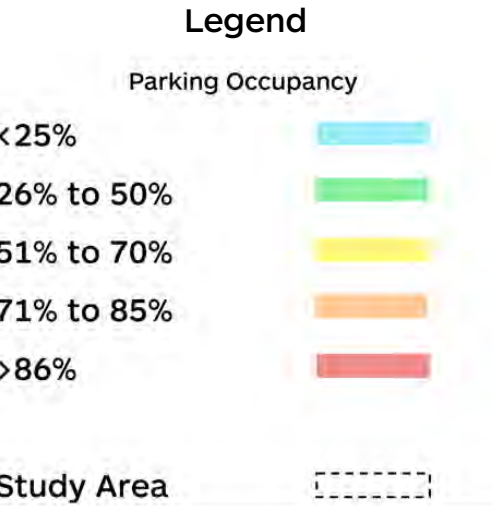 Legend
Parking Occupancy
<25%
26% to 50%
51% to 70%
71% to 85%
>86%
Study Area